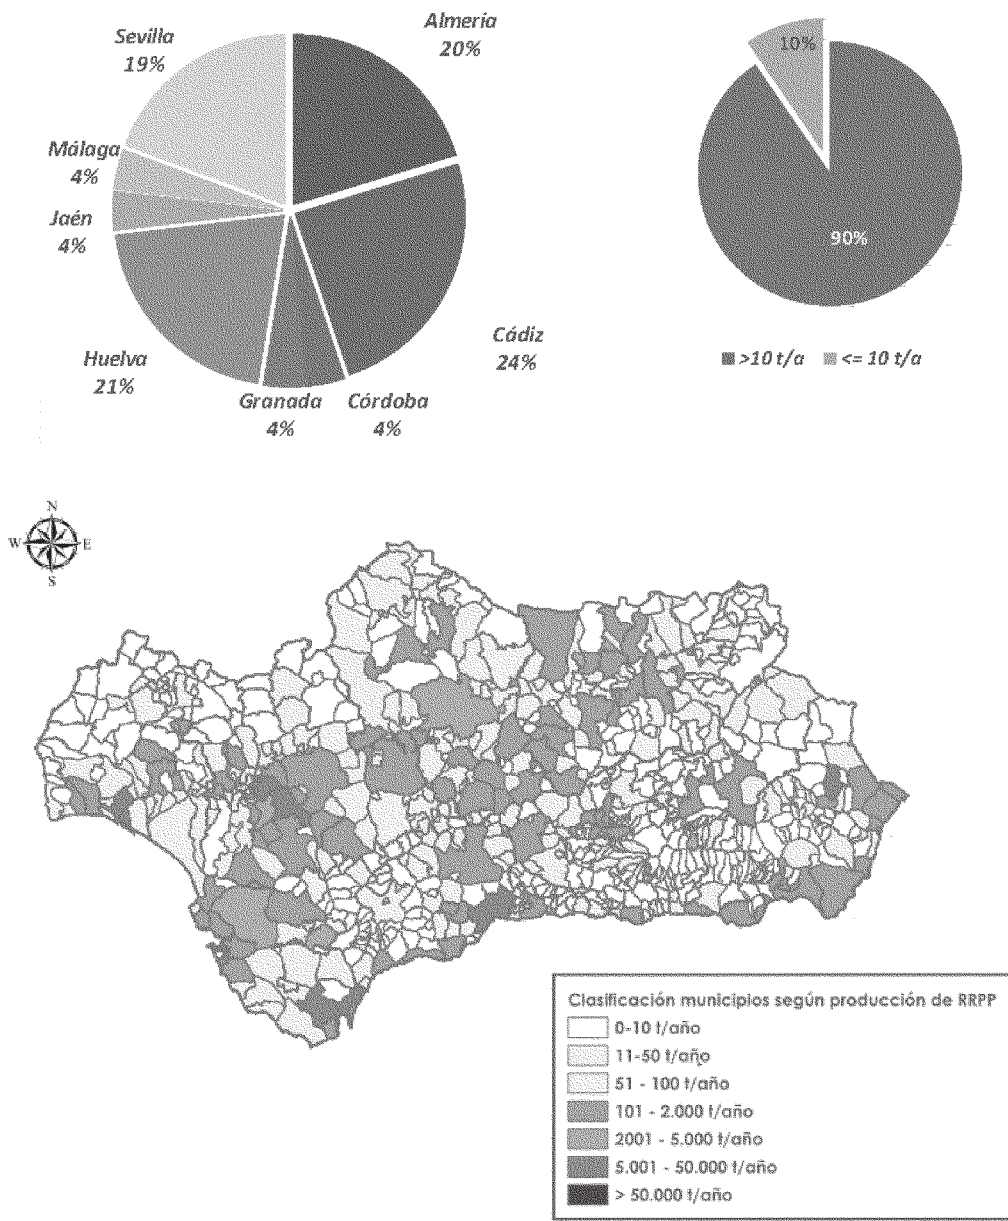 Almería
20%
Sevilla
19%
Málaga
4%
Jaén
4%
Huelva
21%
Granada
4%
Córdoba
4%
Cádiz
24%
10%
90%
>10 t/a <= 10 t/a
N
W E
S
Clasificación municipios según producción de RRPP
0-10 t/año
11-50 t/año
51 - 100 t/año
101 - 2.000 t/año
2001 - 5.000 t/año
5.001 - 50.000 t/año
> 50.000 t/año